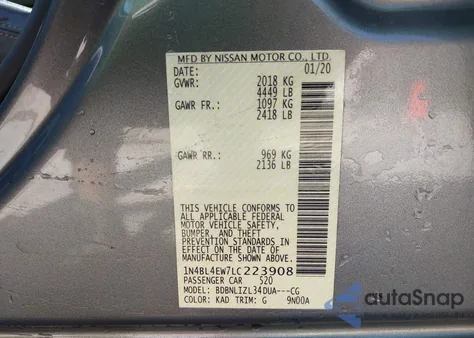 MFD BY NISSAN MOTOR CO., LTD.
DATE: 01/20
GVWR: 2018 KG
4449 LB
GAWR FR.: 1097 KG
2418 LB
GAWR RR.: 969 KG
2136 LB
THIS VEHICLE CONFORMS TO
ALL APPLICABLE FEDERAL
MOTOR VEHICLE SAFETY,
BUMPER, AND THEFT
PREVENTION STANDARDS IN
EFFECT ON THE DATE OF
MANUFACTURE SHOWN ABOVE.
1N4BL4EW7LC223908
PASSENGER CAR 520
MODEL: BDBNLIZL34DUA---CG
COLOR: KAD TRIM: G 9N00A
autoSnap